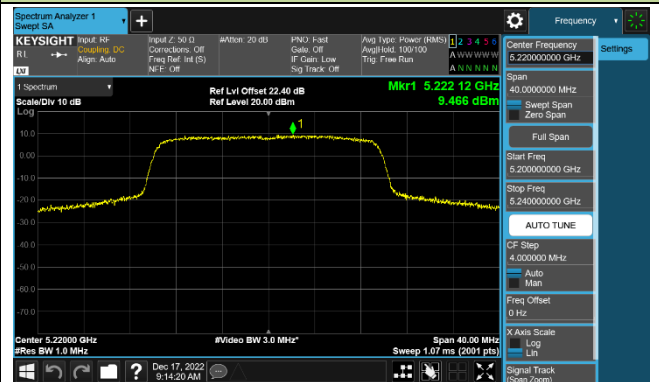 Spectrum Analyzer 1
Swept SA
Frequency
KEYSIGHT
Input: RF
Coupling: DC
Align: Auto
Input Z: 50 Ω
Corrections: Off
Freq Ref: Int (S)
NFE: Off
#Atten: 20 dB
PNO: Fast
Gate: Off
IF Gain: Low
Sig Track: Off
Avg Type: Power (RMS)
Avg|Hold: 100/100
Trig: Free Run
1 2 3 4 5 6
A W W W W W
A N N N N N
RL
LXI
1 Spectrum
Scale/Div 10 dB
Log
Ref Lvl Offset 22.40 dB
Ref Level 20.00 dBm
Mkr1 5.222 12 GHz
9.466 dBm
1
10.0
0.00
-10.0
-20.0
-30.0
-40.0
-50.0
-60.0
-70.0
Center 5.22000 GHz
#Res BW 1.0 MHz
#Video BW 3.0 MHz*
Span 40.00 MHz
Sweep 1.07 ms (2001 pts)
Dec 17, 2022
9:14:20 AM
Center Frequency
5.220000000 GHz
Settings
Span
40.0000000 MHz
Swept Span
Zero Span
Full Span
Start Freq
5.200000000 GHz
Stop Freq
5.240000000 GHz
AUTO TUNE
CF Step
4.000000 MHz
Auto
Man
Freq Offset
0 Hz
X Axis Scale
Log
Lin
Signal Track
(Span Zoom)